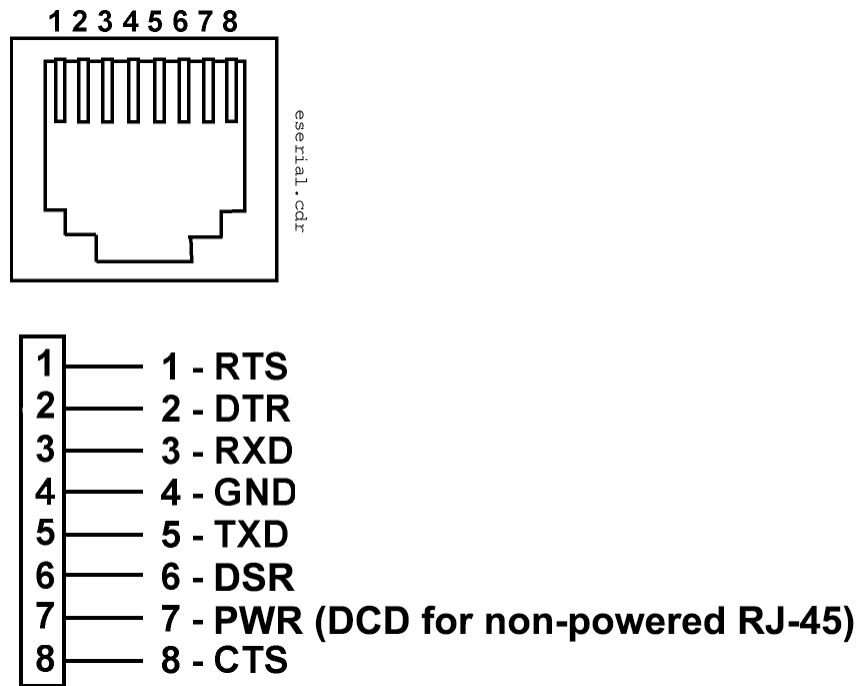 1 2 3 4 5 6 7 8
eserial.cdr
1 1 - RTS
2 2 - DTR
3 3 - RXD
4 4 - GND
5 5 - TXD
6 6 - DSR
7 7 - PWR (DCD for non-powered RJ-45)
8 8 - CTS